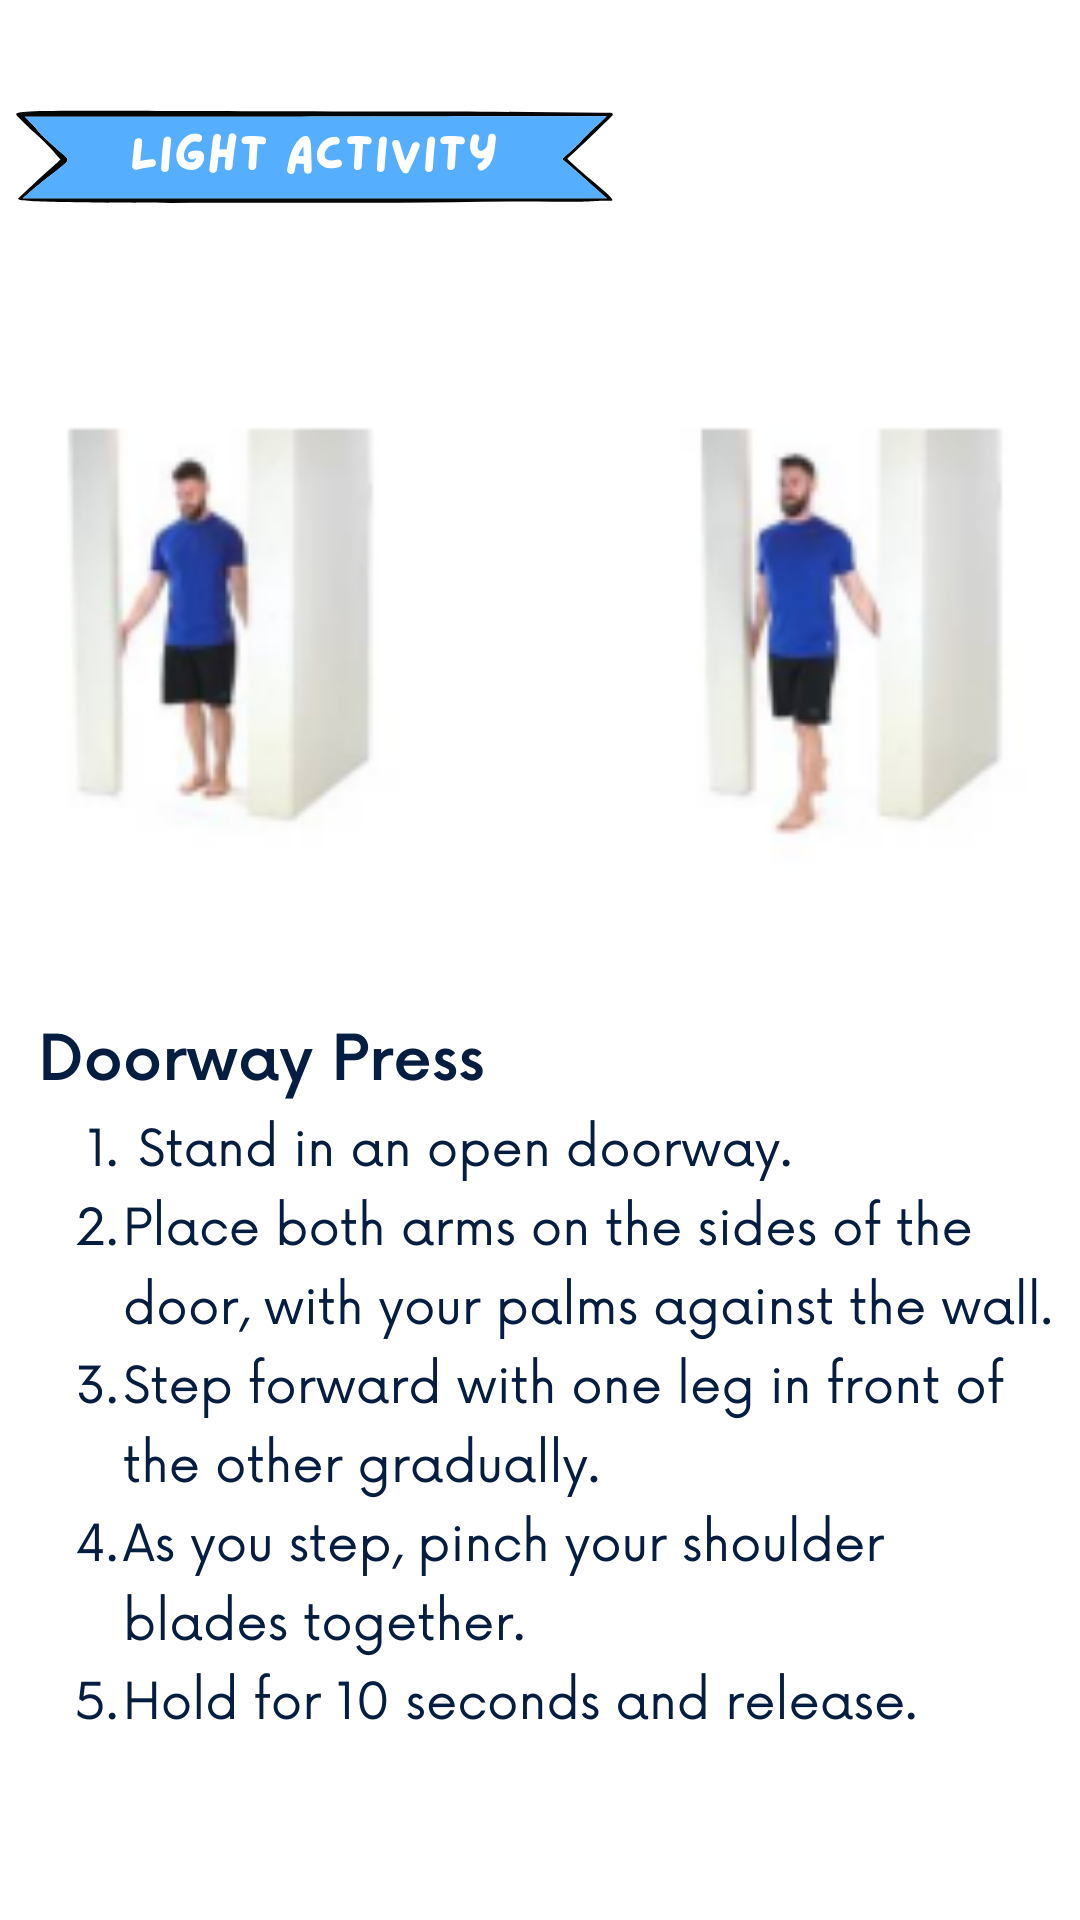 LIGHT ACTIVITY
Doorway Press
1. Stand in an open doorway.
2. Place both arms on the sides of the
door, with your palms against the wall.
3. Step forward with one leg in front of
the other gradually.
4. As you step, pinch your shoulder
blades together.
5. Hold for 10 seconds and release.